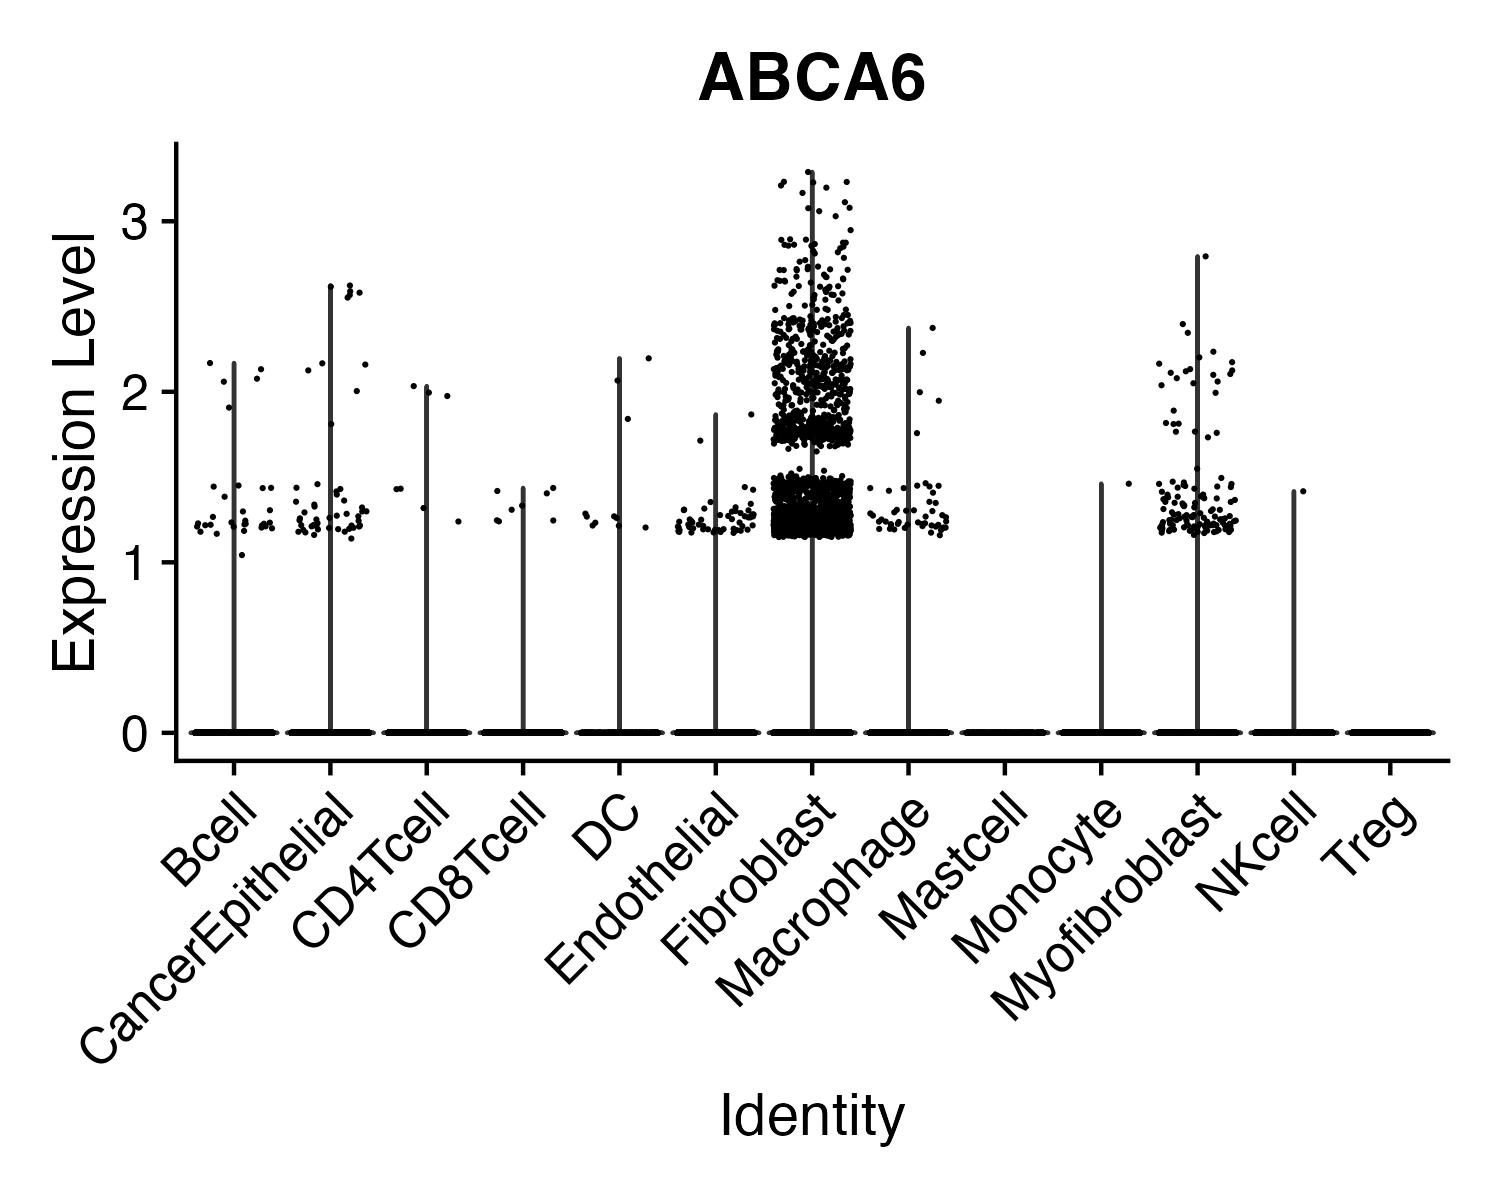 ABCA6
Expression Level
3
2
1
0
Bcell
CancerEpithelial
CD4Tcell
CD8Tcell
DC
Endothelial
Fibroblast
Macrophage
Mastcell
Monocyte
Myofibroblast
NKcell
Treg
Identity